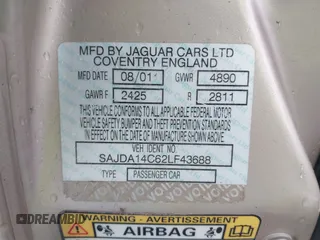 MFD BY JAGUAR CARS LTD
COVENTRY ENGLAND
MFD DATE 08/01 GVWR 4890
GAWR F 2425 R 2811
THIS VEHICLE CONFORMS TO ALL APPLICABLE FEDERAL MOTOR
VEHICLE SAFETY BUMPER AND THEFT PREVENTION STANDARDS
IN EFFECT ON THE DATE OF MANUFACTURE SHOWN ABOVE
VEH IDENT NO
SAJDA14C62LF43688
TYPE PASSENGER CAR
WARNING - AVERTISSEMENT
AIRBAG
DREAMBID